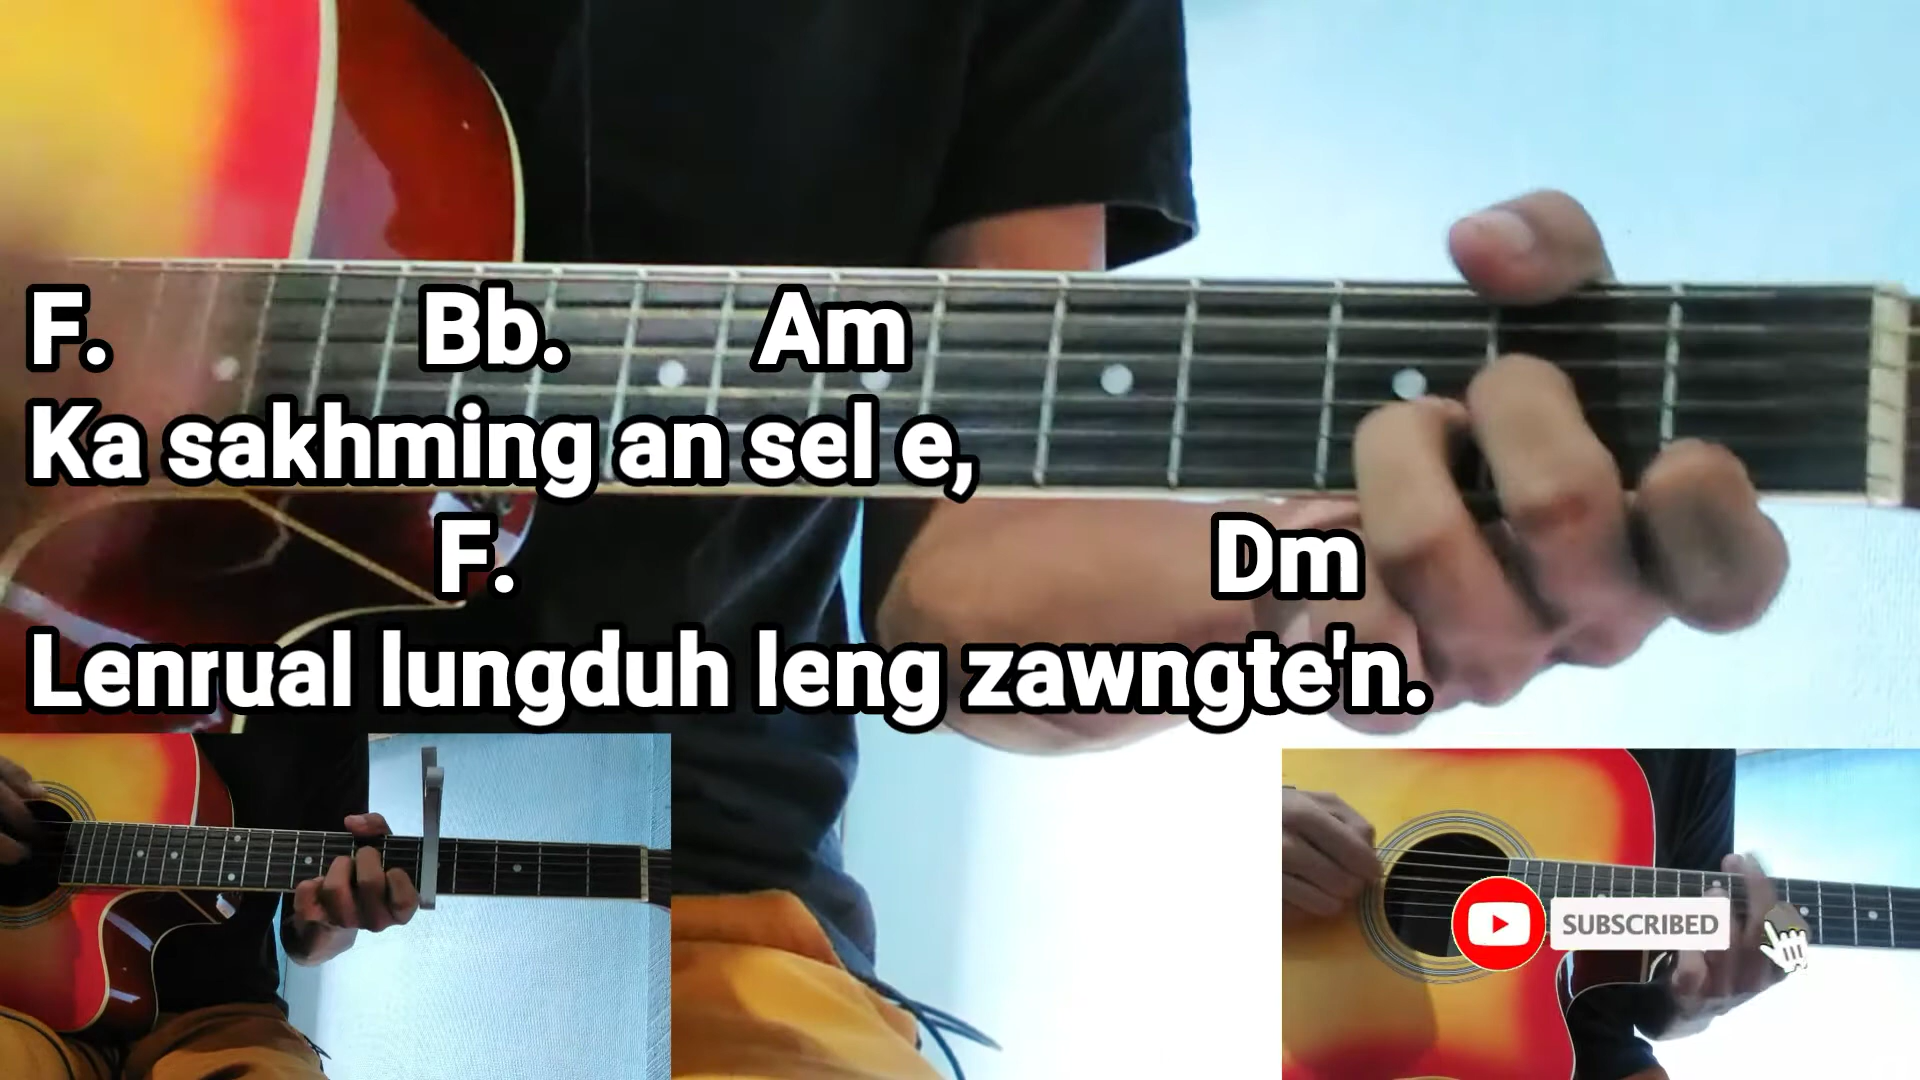 F. Bb. Am
Ka sakhming an sel e,
F. Dm
Lenrual lungduh leng zawngte'n.
SUBSCRIBED